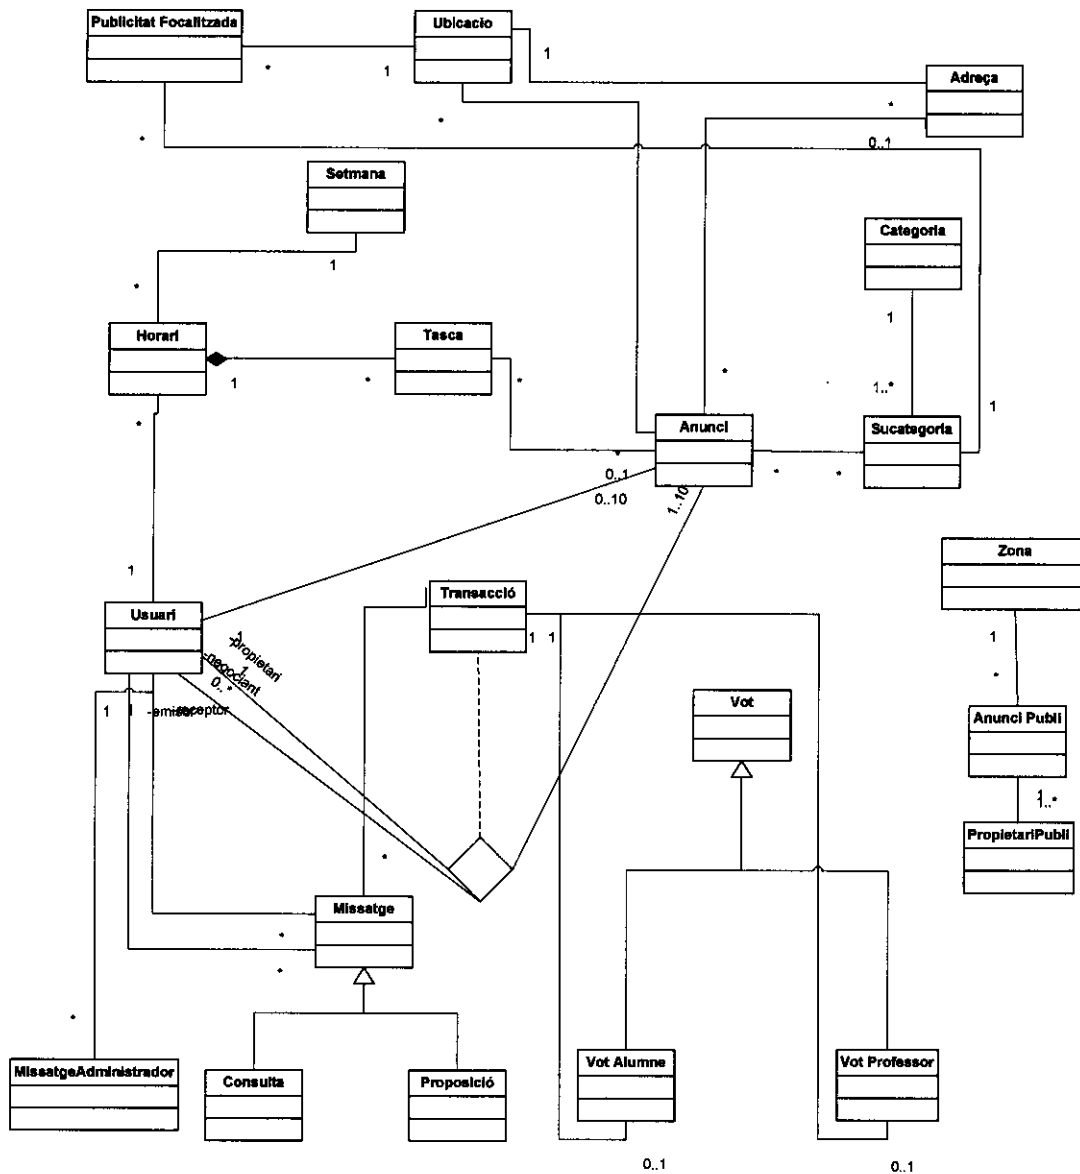 Publicitat Focalitzada
Ubicacio
1
*
1
Adreça
*
*
*
0..1
Setmana
Categoria
1
*
1
Horari
Tasca
1
*
*
*
1..*
1
*
Anunci
Sucategoria
*
0..1
*
*
0..10
1..10
Zona
1
Transacció
Usuari
1
-propietari
1
1
1
-negociant
1
0..*
*
Vot
1
1
-emisor
-receptor
Anunci Publi
1..*
PropietariPubli
*
Missatge
*
*
*
MissatgeAdministrador
Consulta
Proposició
Vot Alumne
Vot Professor
0..1
0..1